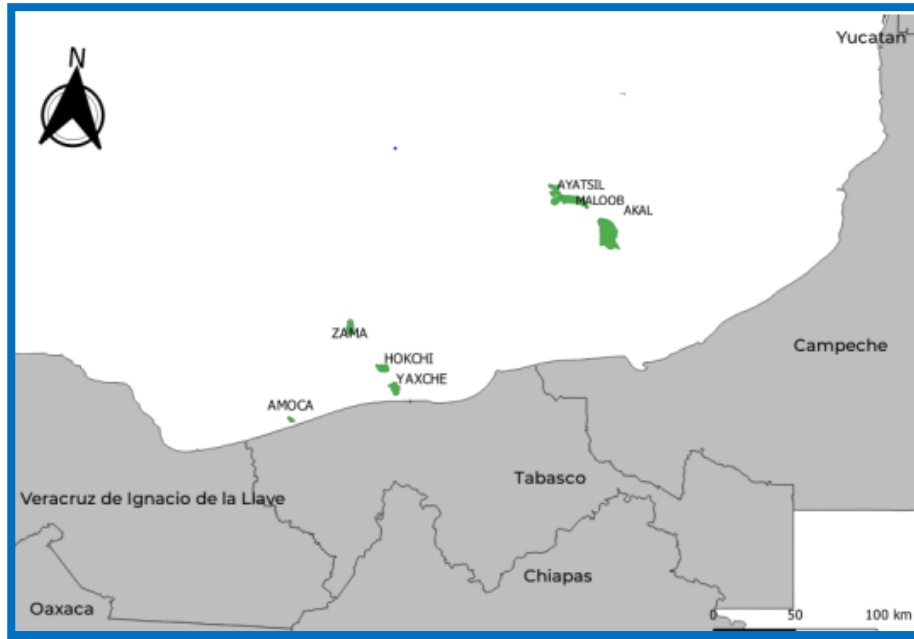 Yucatan
N
AYATSIL
MALOOB
AKAL
ZAMA
HOKCHI
YAXCHE
AMOCA
Campeche
Tabasco
Veracruz de Ignacio de la Llave
Chiapas
Oaxaca
0 50 100 km